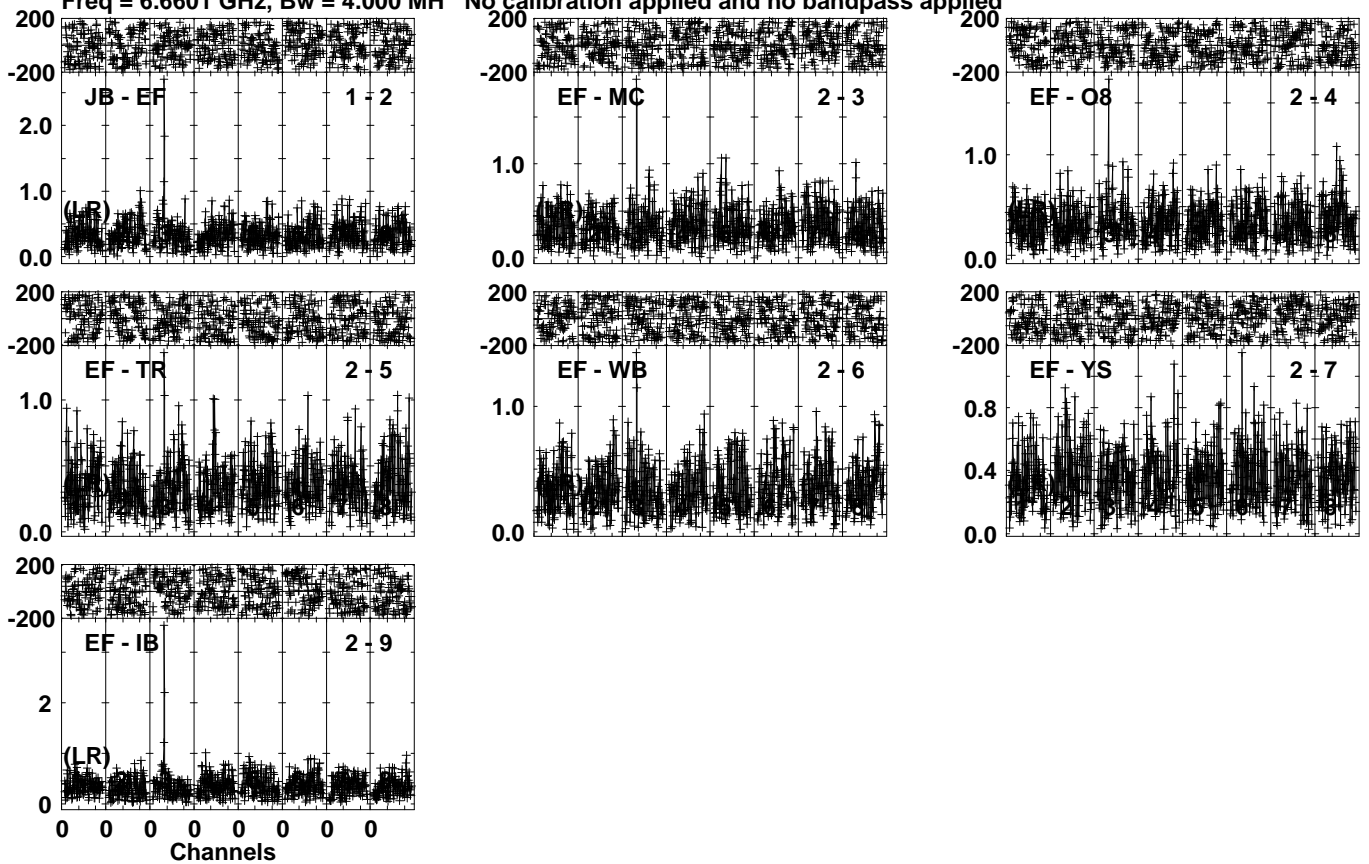 Freq = 6.6601 GHz, Bw = 4.000 MH No calibration applied and no bandpass applied
200
-200
JB - EF 1 - 2
2.0
1.0
0.0
(LR)
200
-200
EF - MC 2 - 3
1.0
0.0
200
-200
EF - O8 2 - 4
1.0
0.0
200
-200
EF - TR 2 - 5
1.0
0.0
200
-200
EF - WB 2 - 6
1.0
0.0
200
-200
EF - YS 2 - 7
0.8
0.4
0.0
200
-200
EF - IB 2 - 9
2
(LR)
0
0 0 0 0 0 0 0 0
Channels